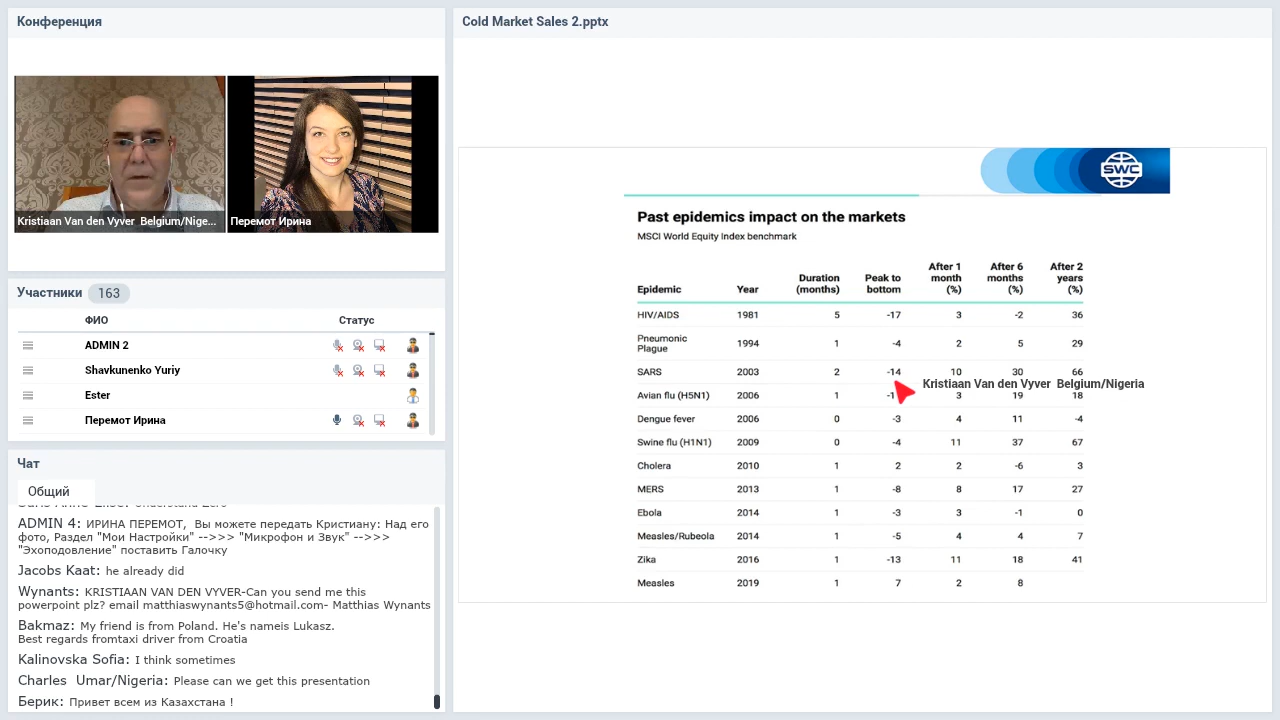 Конференция
Kristiaan Van den Vyver Belgium/Nige...
Перемот Ирина
Участники 163
ФИО Статус
ADMIN 2
Shavkunenko Yuriy
Ester
Перемот Ирина
Чат
Общий
ADMIN 4: ИРИНА ПЕРЕМОТ, Вы можете передать Кристиану: Над его
фото, Раздел "Мои Настройки" -->>> "Микрофон и Звук" -->>>
"Эхоподовление" поставить Галочку
Jacobs Kaat: he already did
Wynants: KRISTIAAN VAN DEN VYVER-Can you send me this
powerpoint plz? email matthiaswynants5@hotmail.com- Matthias Wynants
Bakmaz: My friend is from Poland. He's nameis Lukasz.
Best regards fromtaxi driver from Croatia
Kalinovska Sofia: I think sometimes
Charles Umar/Nigeria: Please can we get this presentation
Берик: Привет всем из Казахстана !
Cold Market Sales 2.pptx
SWC
Past epidemics impact on the markets
MSCI World Equity Index benchmark
Epidemic Year Duration (months) Peak to bottom After 1 month (%) After 6 months (%) After 2 years (%)
HIV/AIDS 1981 5 -17 3 -2 36
Pneumonic Plague 1994 1 -4 2 5 29
SARS 2003 2 -14 10 30 66
Kristiaan Van den Vyver Belgium/Nigeria
Avian flu (H5N1) 2006 1 3 19 18
Dengue fever 2006 0 -3 4 11 -4
Swine flu (H1N1) 2009 0 -4 11 37 67
Cholera 2010 1 2 2 -6 3
MERS 2013 1 -8 8 17 27
Ebola 2014 1 -3 3 -1 0
Measles/Rubeola 2014 1 -5 4 4 7
Zika 2016 1 -13 11 18 41
Measles 2019 1 7 2 8